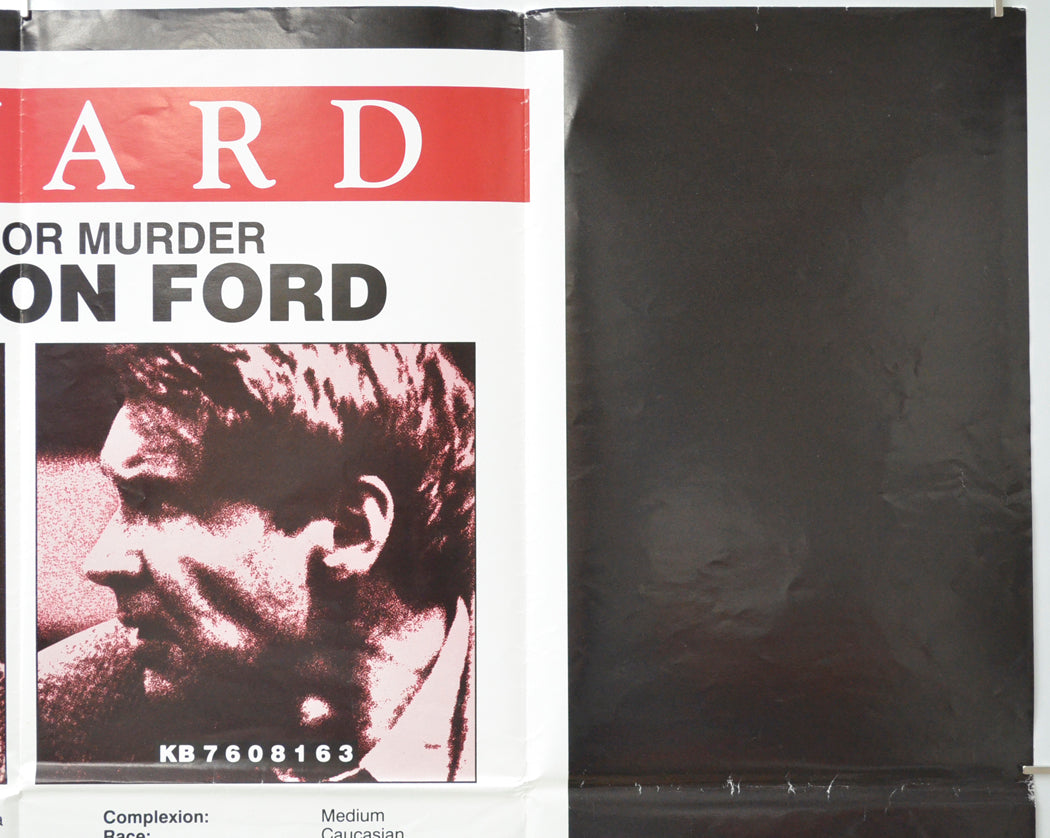 ARD
OR MURDER
ON FORD
KB7608163
a
Complexion: Medium
Race: Caucasian